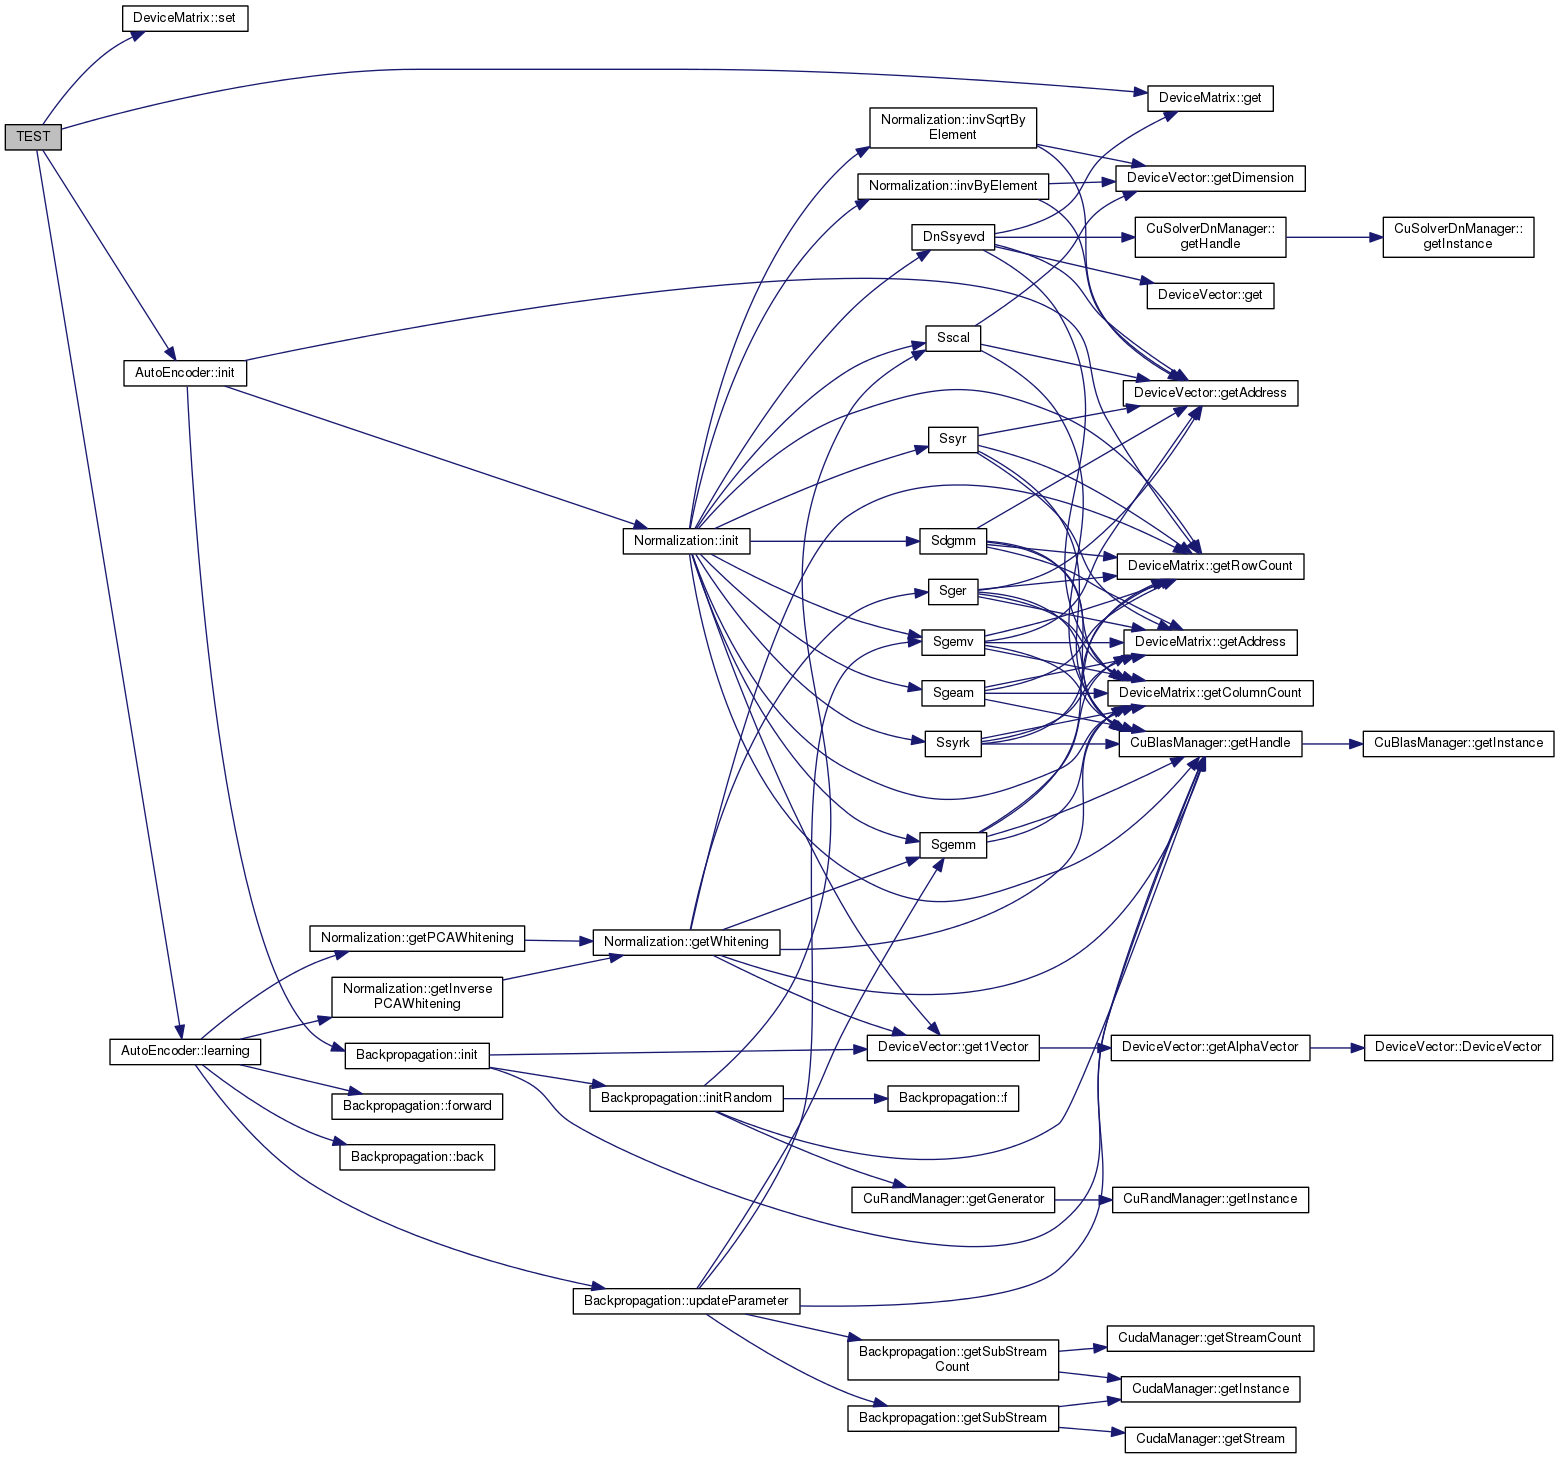 DeviceMatrix::set
TEST
DeviceMatrix::get
Normalization::invSqrtBy
Element
DeviceVector::getDimension
Normalization::invByElement
DnSsyevd
CuSolverDnManager::
getHandle
CuSolverDnManager::
getInstance
DeviceVector::get
Sscal
AutoEncoder::init
DeviceVector::getAddress
Ssyr
Normalization::init
Sdgmm
DeviceMatrix::getRowCount
Sger
Sgemv
DeviceMatrix::getAddress
Sgeam
DeviceMatrix::getColumnCount
Ssyrk
CuBlasManager::getHandle
CuBlasManager::getInstance
Sgemm
Normalization::getPCAWhitening
Normalization::getWhitening
Normalization::getInverse
PCAWhitening
AutoEncoder::learning
Backpropagation::init
DeviceVector::get1Vector
DeviceVector::getAlphaVector
DeviceVector::DeviceVector
Backpropagation::forward
Backpropagation::initRandom
Backpropagation::f
Backpropagation::back
CuRandManager::getGenerator
CuRandManager::getInstance
Backpropagation::updateParameter
Backpropagation::getSubStream
Count
CudaManager::getStreamCount
CudaManager::getInstance
Backpropagation::getSubStream
CudaManager::getStream